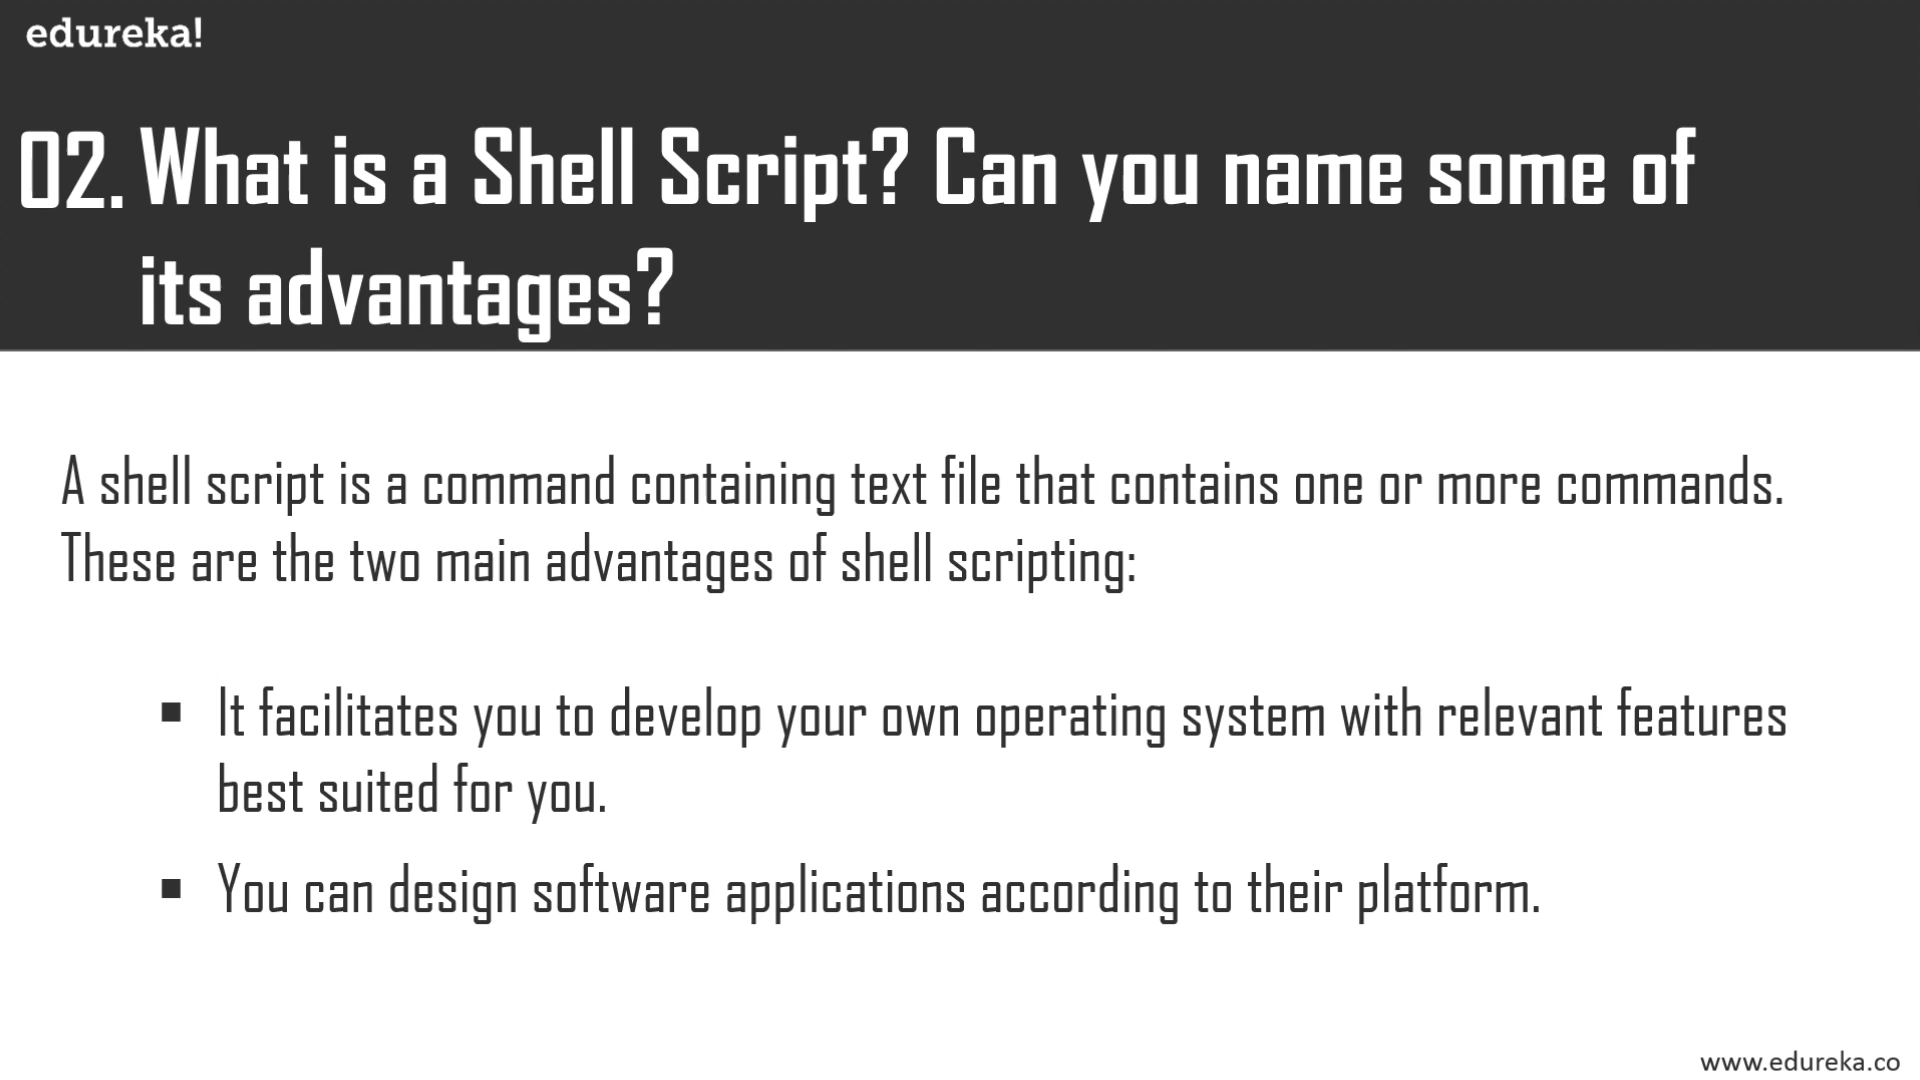 edureka!
02. What is a Shell Script? Can you name some of
its advantages?
A shell script is a command containing text file that contains one or more commands.
These are the two main advantages of shell scripting:
▪ It facilitates you to develop your own operating system with relevant features
best suited for you.
▪ You can design software applications according to their platform.
www.edureka.co